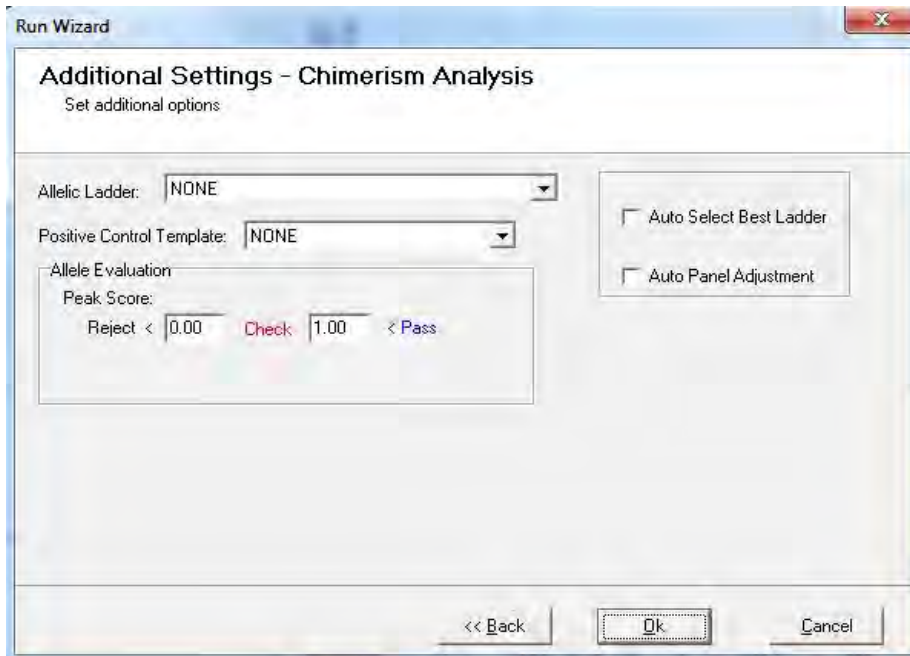 Run Wizard
Additional Settings - Chimerism Analysis
Set additional options
Allelic Ladder: NONE
Auto Select Best Ladder
Positive Control Template: NONE
Auto Panel Adjustment
Allele Evaluation
Peak Score:
Reject < 0.00 Check 1.00 < Pass
<< Back Ok Cancel